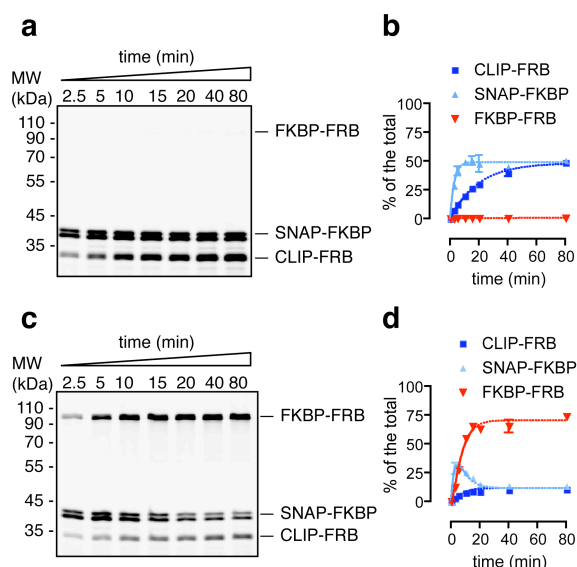 a
time (min)
MW
(kDa)
2.5 5 10 15 20 40 80
110 -
90 -
70 -
55 -
45 -
35 -
FKBP-FRB
SNAP-FKBP
CLIP-FRB
b
CLIP-FRB
SNAP-FKBP
FKBP-FRB
% of the total
100
75
50
25
0
0 20 40 60 80
time (min)
c
time (min)
MW
(kDa)
2.5 5 10 15 20 40 80
110 -
90 -
70 -
55 -
45 -
35 -
FKBP-FRB
SNAP-FKBP
CLIP-FRB
d
CLIP-FRB
SNAP-FKBP
FKBP-FRB
% of the total
100
75
50
25
0
0 20 40 60 80
time (min)